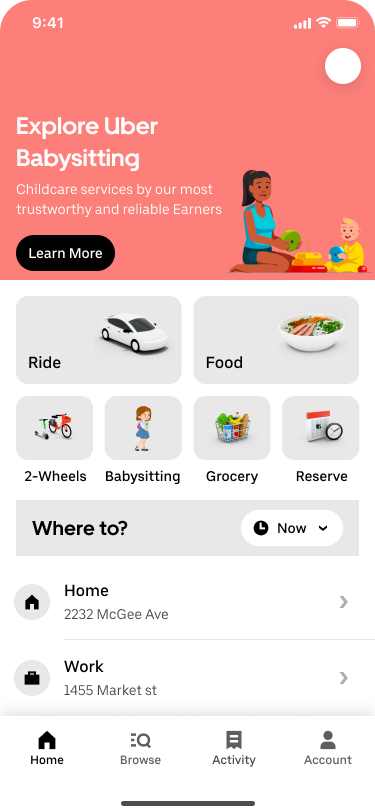 9:41
Explore Uber
Babysitting
Childcare services by our most
trustworthy and reliable Earners
Learn More
Ride
Food
2-Wheels
Babysitting
Grocery
Reserve
Where to?
Now
Home
2232 McGee Ave
Work
1455 Market st
Home
Browse
Activity
Account